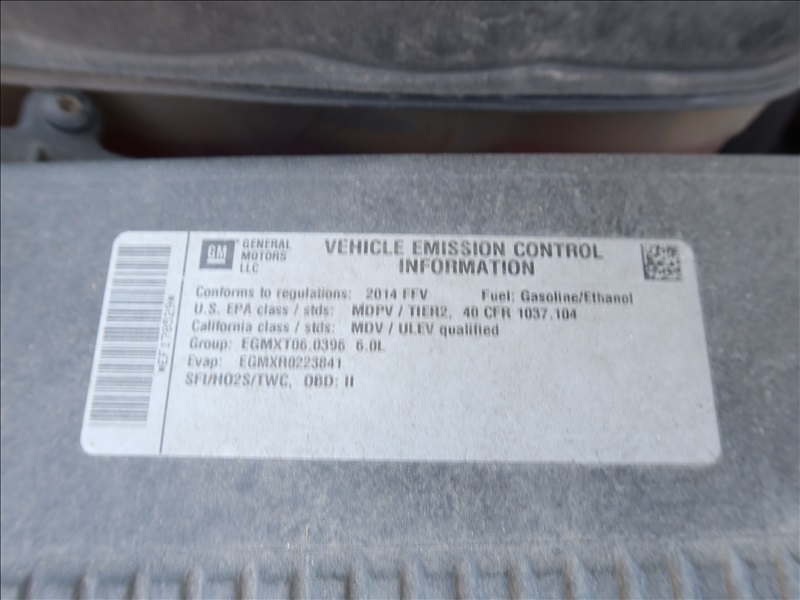 GM
GENERAL MOTORS LLC
VEHICLE EMISSION CONTROL
INFORMATION
Conforms to regulations: 2014 FFV Fuel: Gasoline/Ethanol
U.S. EPA class / stds: MDPV / TIER2, 40 CFR 1037.104
California class / stds: MDV / ULEV qualified
Group: EGMXT06.0396 6.0L
Evap: EGMXR0223841
SFI/HO2S/TWC, OBD: II